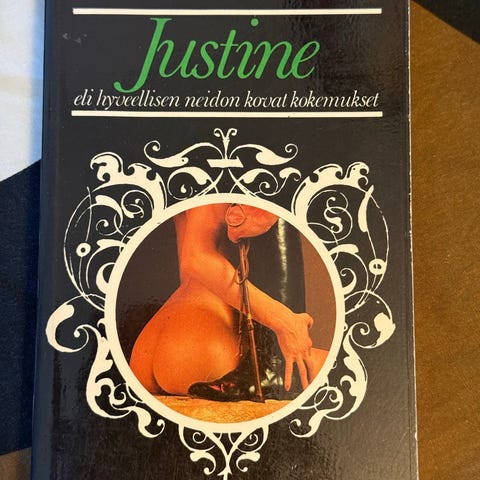 Justine
eli hyveellisen neidon kovat kokemukset